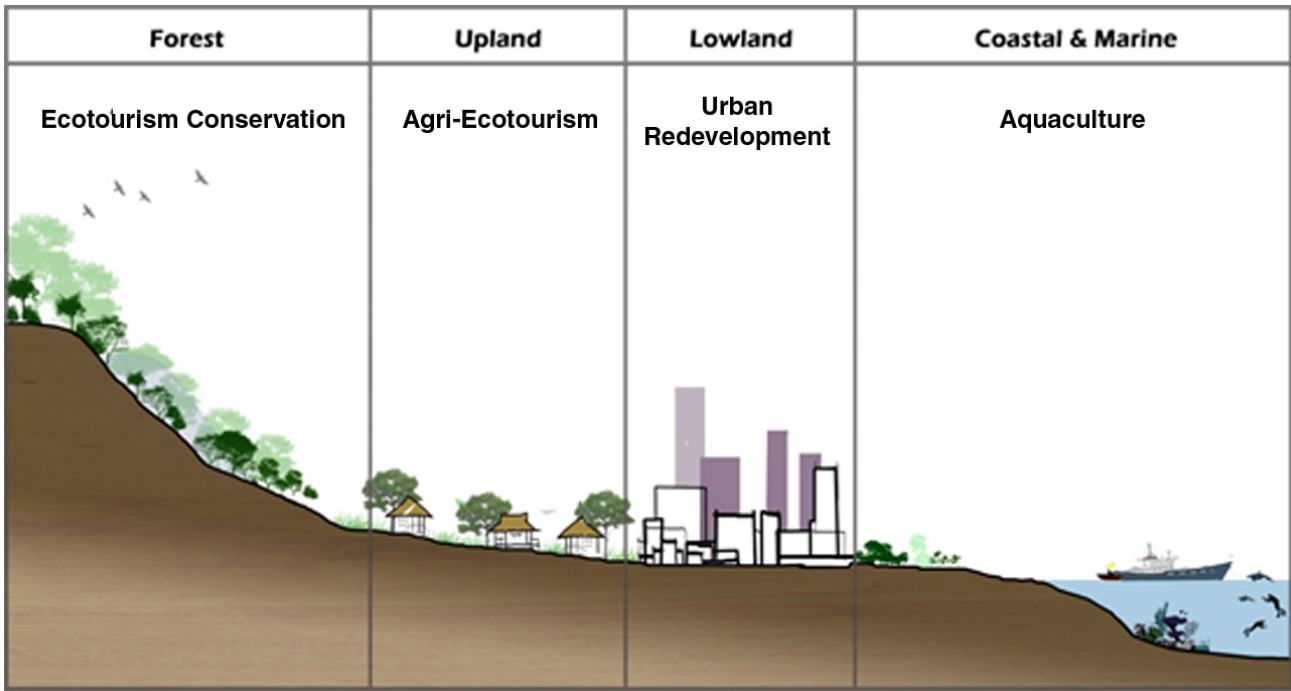 Forest
Upland
Lowland
Coastal & Marine
Ecotourism Conservation
Agri-Ecotourism
Urban
Redevelopment
Aquaculture